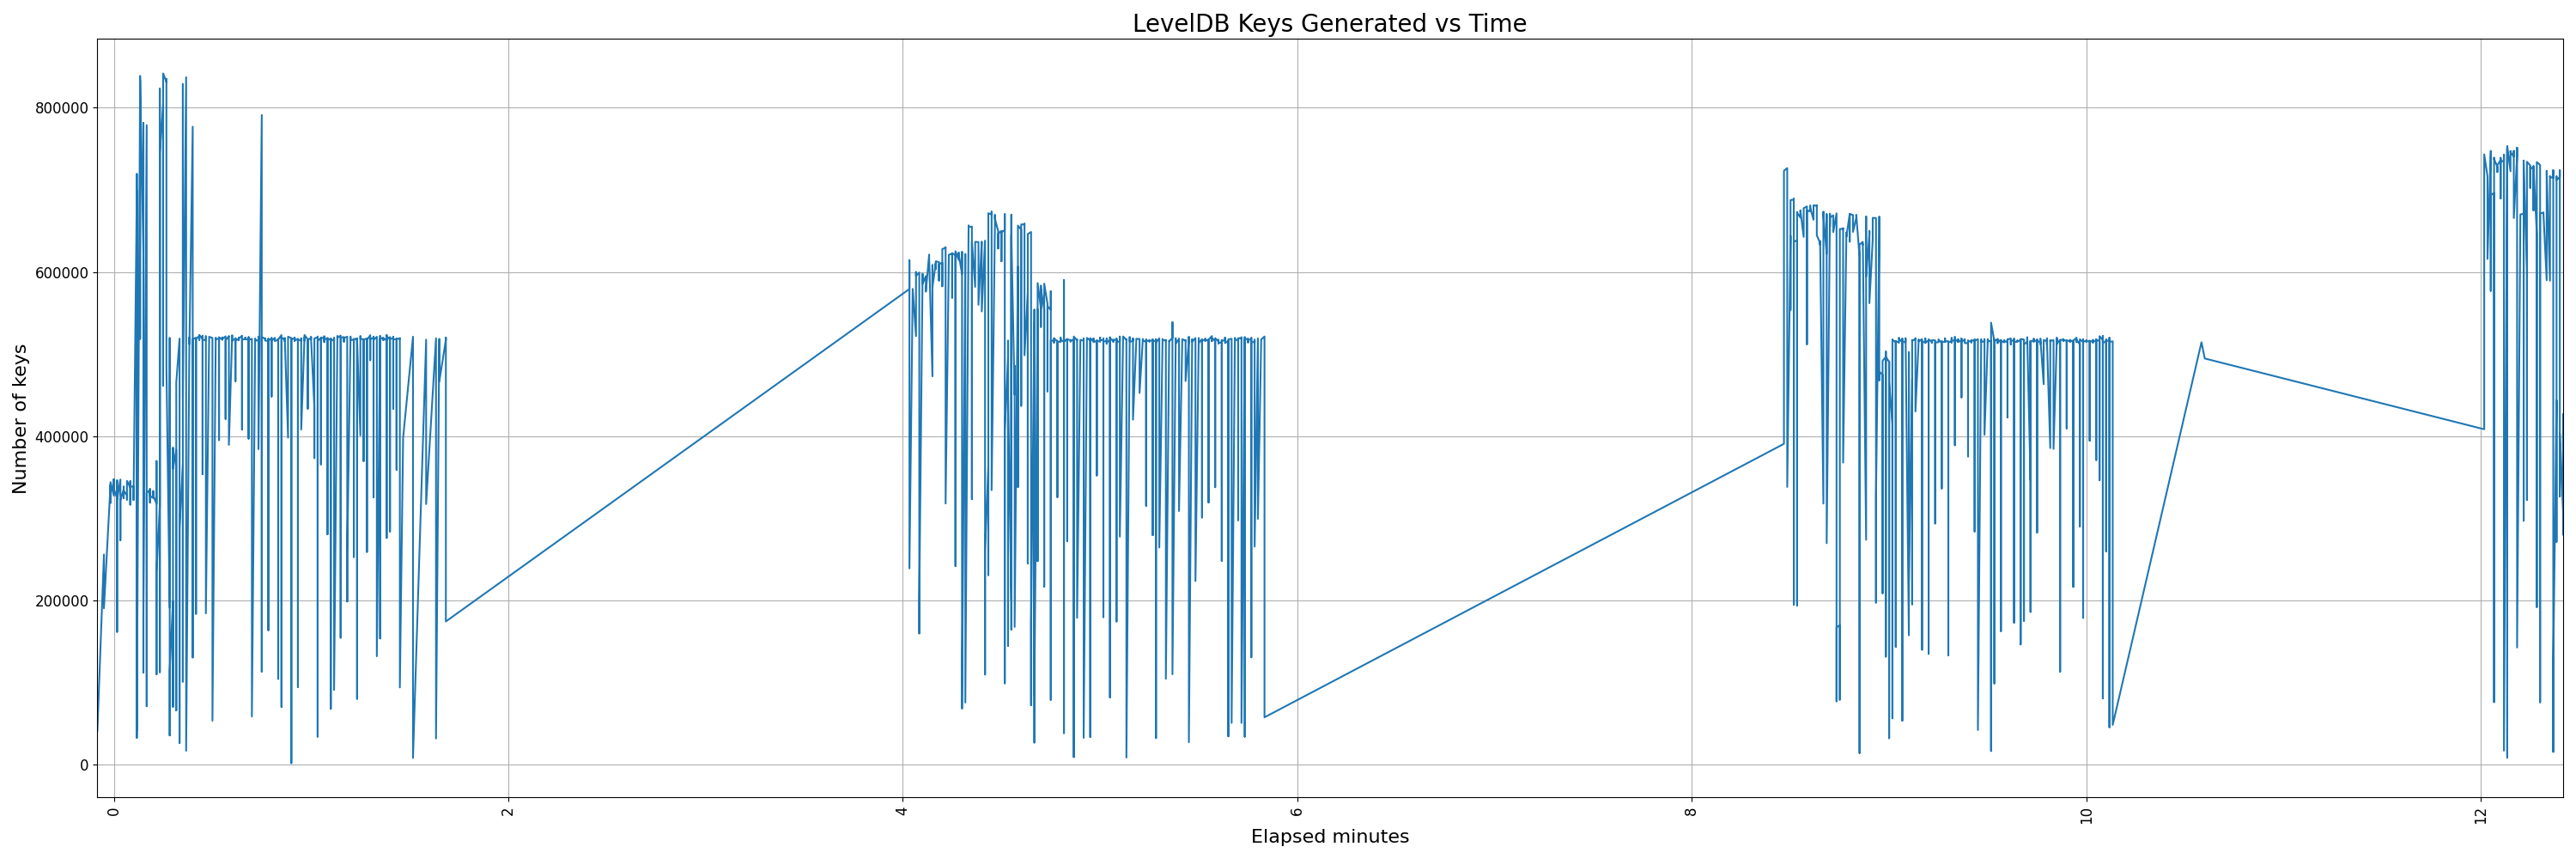 LevelDB Keys Generated vs Time
Number of keys
800000
600000
400000
200000
0
0 2 4 6 8 10 12
Elapsed minutes